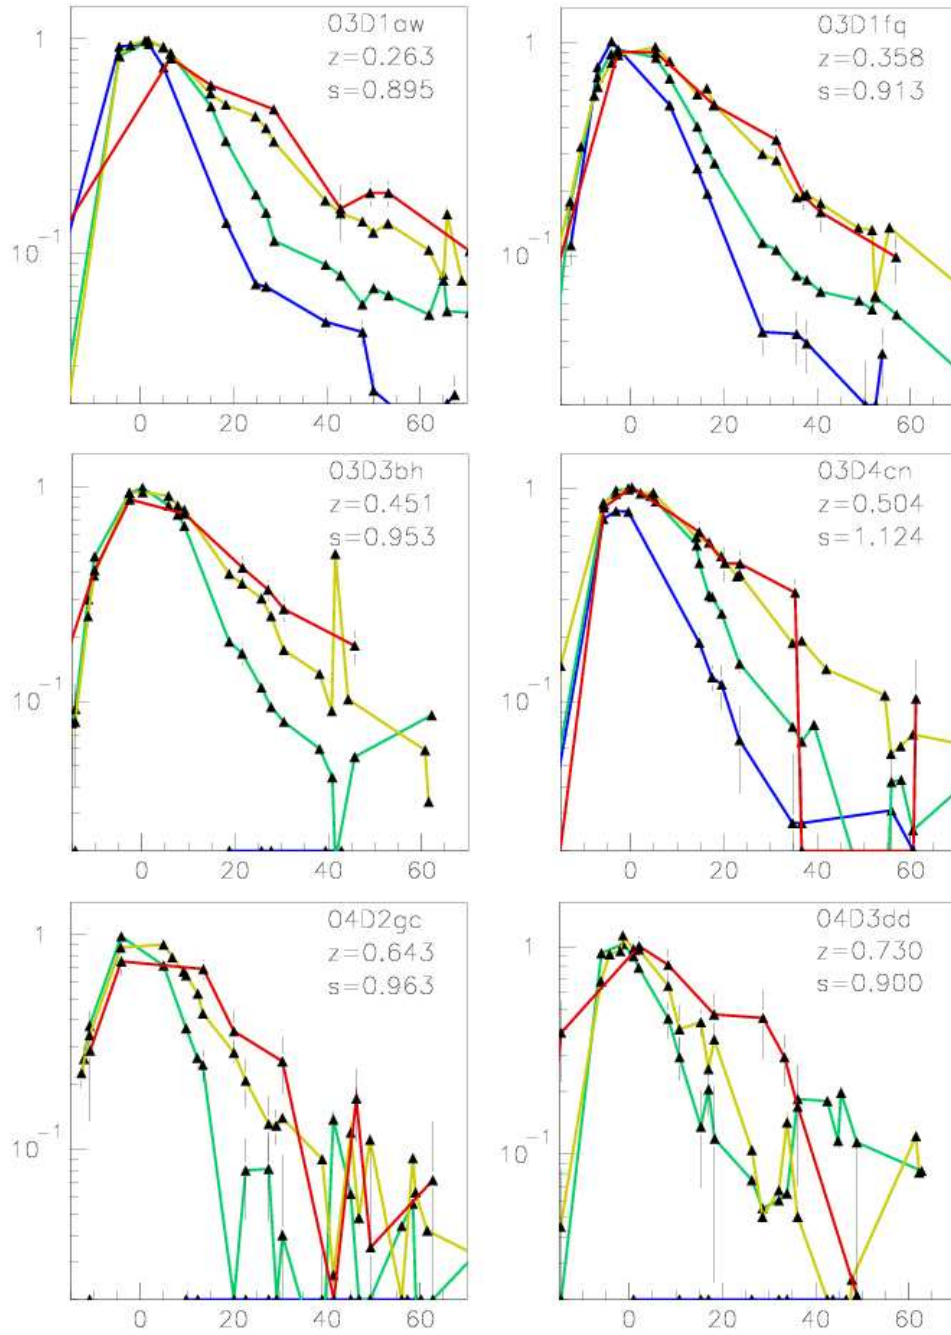 03D1aw
z=0.263
s=0.895
1
10-1
0 20 40 60
03D1fq
z=0.358
s=0.913
1
10-1
0 20 40 60
03D3bh
z=0.451
s=0.953
1
10-1
0 20 40 60
03D4cn
z=0.504
s=1.124
1
10-1
0 20 40 60
04D2gc
z=0.643
s=0.963
1
10-1
0 20 40 60
04D3dd
z=0.730
s=0.900
1
10-1
0 20 40 60